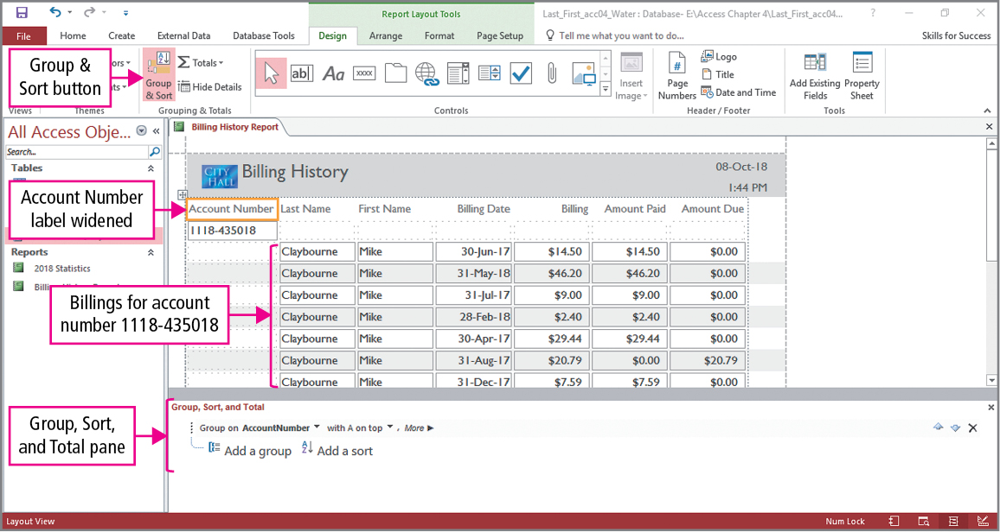 Report Layout Tools
Last_First_acc04_Water : Database- E:\Access Chapter 4\Last_First_acc04...
?
File
Home
Create
External Data
Database Tools
Design
Arrange
Format
Page Setup
Tell me what you want to do...
Skills for Success
Group &
Sort button
Group
& Sort
Totals
Hide Details
ab|
Aa
xxxx
Insert
Image
Page
Numbers
Logo
Title
Date and Time
Add Existing
Fields
Property
Sheet
Views
Themes
Grouping & Totals
Controls
Header / Footer
Tools
All Access Obje...
Search...
Tables
Account Number
label widened
Reports
2018 Statistics
Billings for account
number 1118-435018
Billing History Report
CITY
HALL
Billing History
08-Oct-18
1:44 PM
Account Number Last Name First Name Billing Date Billing Amount Paid Amount Due
1118-435018
Claybourne Mike 30-Jun-17 $14.50 $14.50 $0.00
Claybourne Mike 31-May-18 $46.20 $46.20 $0.00
Claybourne Mike 31-Jul-17 $9.00 $9.00 $0.00
Claybourne Mike 28-Feb-18 $2.40 $2.40 $0.00
Claybourne Mike 30-Apr-17 $29.44 $29.44 $0.00
Claybourne Mike 31-Aug-17 $20.79 $0.00 $20.79
Claybourne Mike 31-Dec-17 $7.59 $7.59 $0.00
Group, Sort,
and Total pane
Group, Sort, and Total
Group on AccountNumber with A on top , More
Add a group
Add a sort
Layout View
Num Lock